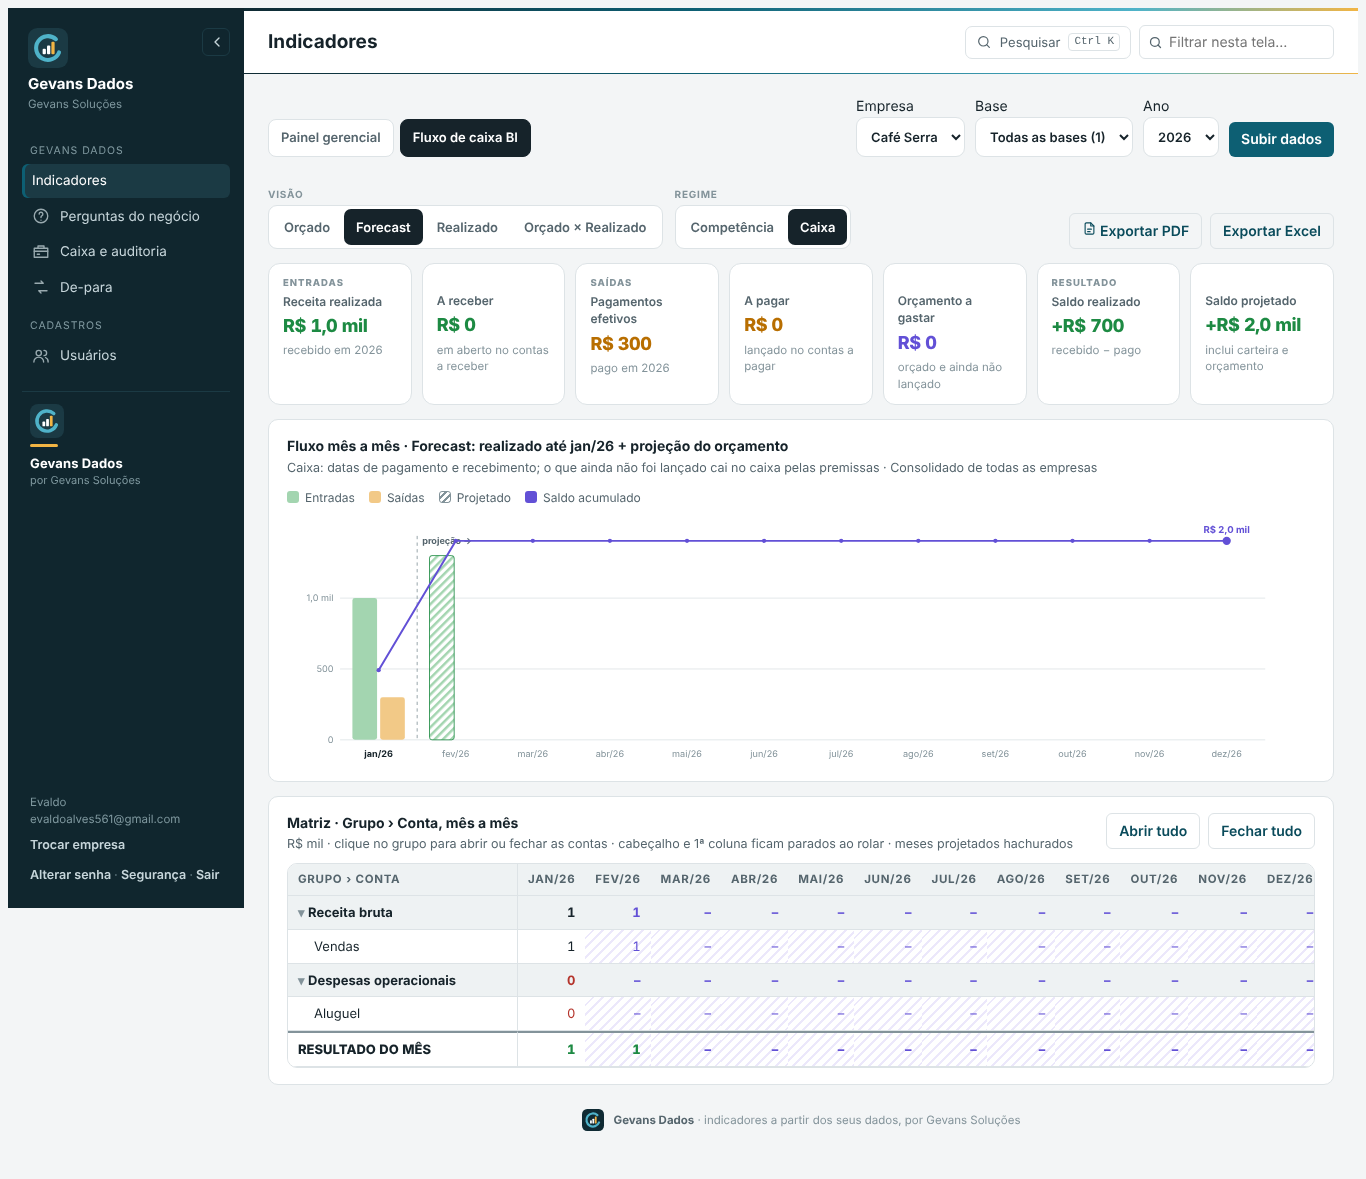 Gevans Dados
Gevans Soluções
GEVANS DADOS
Indicadores
Perguntas do negócio
Caixa e auditoria
De-para
CADASTROS
Usuários
Gevans Dados
por Gevans Soluções
Evaldo
evaldoalves561@gmail.com
Trocar empresa
Alterar senha · Segurança · Sair
Indicadores
Pesquisar Ctrl K
Filtrar nesta tela...
Painel gerencial
Fluxo de caixa BI
Empresa
Café Serra
Base
Todas as bases (1)
Ano
2026
Subir dados
VISÃO
Orçado
Forecast
Realizado
Orçado × Realizado
REGIME
Competência
Caixa
Exportar PDF
Exportar Excel
ENTRADAS
Receita realizada
R$ 1,0 mil
recebido em 2026
A receber
R$ 0
em aberto no contas
a receber
SAÍDAS
Pagamentos
efetivos
R$ 300
pago em 2026
A pagar
R$ 0
lançado no contas a
pagar
Orçamento a
gastar
R$ 0
orçado e ainda não
lançado
RESULTADO
Saldo realizado
+R$ 700
recebido − pago
Saldo projetado
+R$ 2,0 mil
inclui carteira e
orçamento
Fluxo mês a mês · Forecast: realizado até jan/26 + projeção do orçamento
Caixa: datas de pagamento e recebimento; o que ainda não foi lançado cai no caixa pelas premissas · Consolidado de todas as empresas
Entradas
Saídas
Projetado
Saldo acumulado
projeção →
R$ 2,0 mil
1,0 mil
500
0
jan/26 fev/26 mar/26 abr/26 mai/26 jun/26 jul/26 ago/26 set/26 out/26 nov/26 dez/26
Matriz · Grupo › Conta, mês a mês
R$ mil · clique no grupo para abrir ou fechar as contas · cabeçalho e 1ª coluna ficam parados ao rolar · meses projetados hachurados
Abrir tudo
Fechar tudo
GRUPO › CONTA JAN/26 FEV/26 MAR/26 ABR/26 MAI/26 JUN/26 JUL/26 AGO/26 SET/26 OUT/26 NOV/26 DEZ/26
▾ Receita bruta 1 1 – – – – – – – – – –
Vendas 1 1 – – – – – – – – – –
▾ Despesas operacionais 0 – – – – – – – – – – –
Aluguel 0 – – – – – – – – – – –
RESULTADO DO MÊS 1 1 – – – – – – – – – –
Gevans Dados · indicadores a partir dos seus dados, por Gevans Soluções